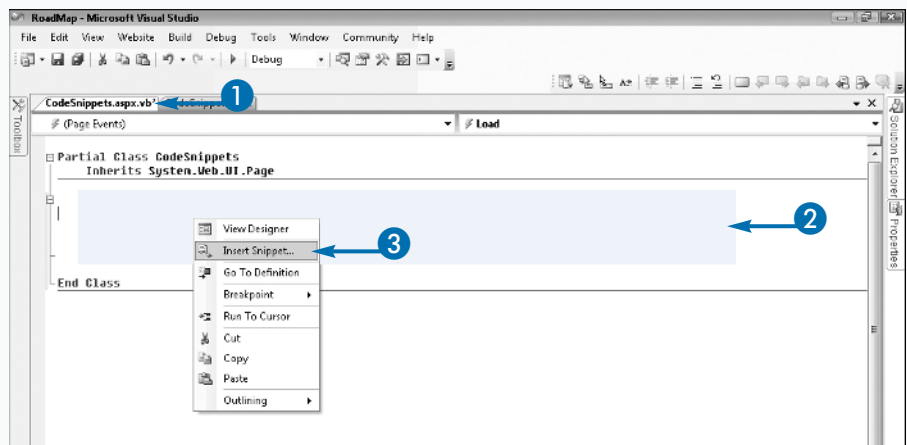 RoadMap - Microsoft Visual Studio
File Edit View Website Build Debug Tools Window Community Help
Debug
CodeSnippets.aspx.vb*
1
Toolbox
(Page Events) Load
Solution Explorer
Properties
Partial Class CodeSnippets
Inherits System.Web.UI.Page
2
View Designer
Insert Snippet...
3
Go To Definition
End Class
Breakpoint
Run To Cursor
Cut
Copy
Paste
Outlining